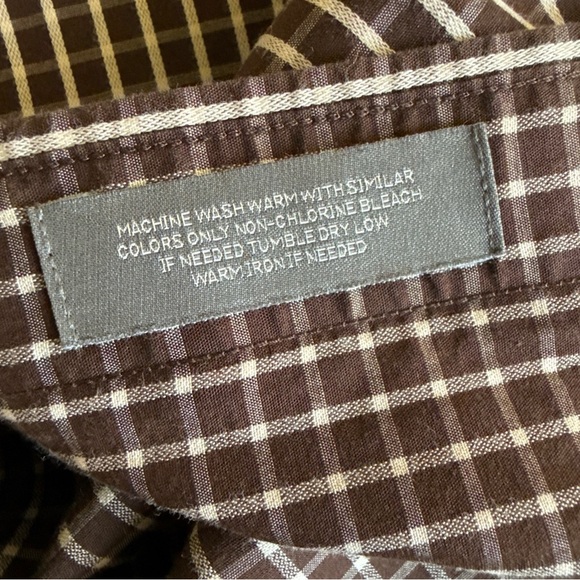 MACHINE WASH WARM WITH SIMILAR
COLORS ONLY NON-CHLORINE BLEACH
IF NEEDED TUMBLE DRY LOW
WARM IRON IF NEEDED